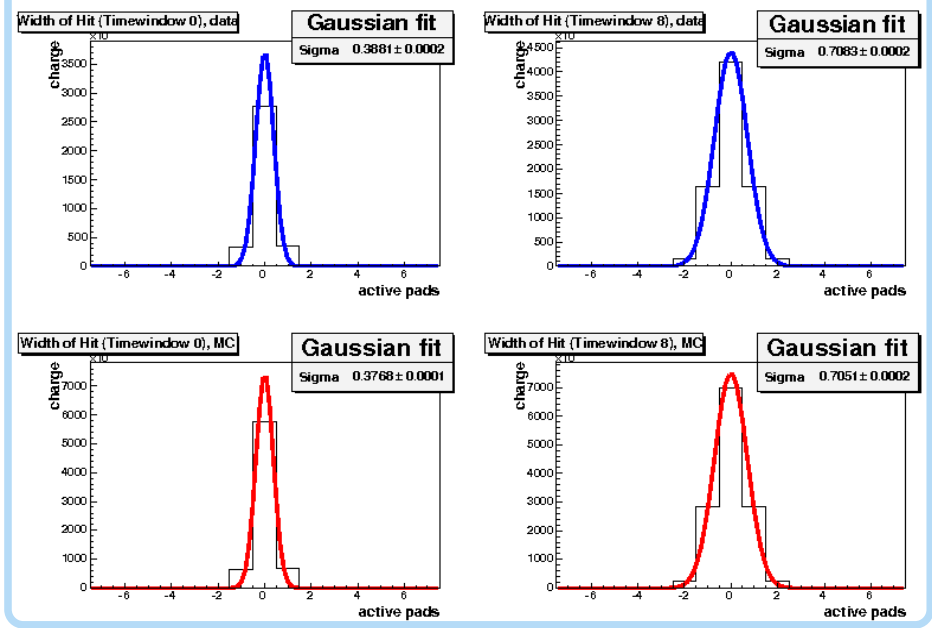 Width of Hit (Timewindow 0), data
Gaussian fit
Sigma 0.3881 ± 0.0002
×10
charge
3500
3000
2500
2000
1500
1000
500
0
-6 -4 -2 0 2 4 6
active pads
Width of Hit (Timewindow 8), data
Gaussian fit
Sigma 0.7083 ± 0.0002
×10
charge
4500
4000
3500
3000
2500
2000
1500
1000
500
0
-6 -4 -2 0 2 4 6
active pads
Width of Hit (Timewindow 0), MC
Gaussian fit
Sigma 0.3768 ± 0.0001
×10
charge
7000
6000
5000
4000
3000
2000
1000
0
-6 -4 -2 0 2 4 6
active pads
Width of Hit (Timewindow 8), MC
Gaussian fit
Sigma 0.7051 ± 0.0002
×10
charge
7000
6000
5000
4000
3000
2000
1000
0
-6 -4 -2 0 2 4 6
active pads